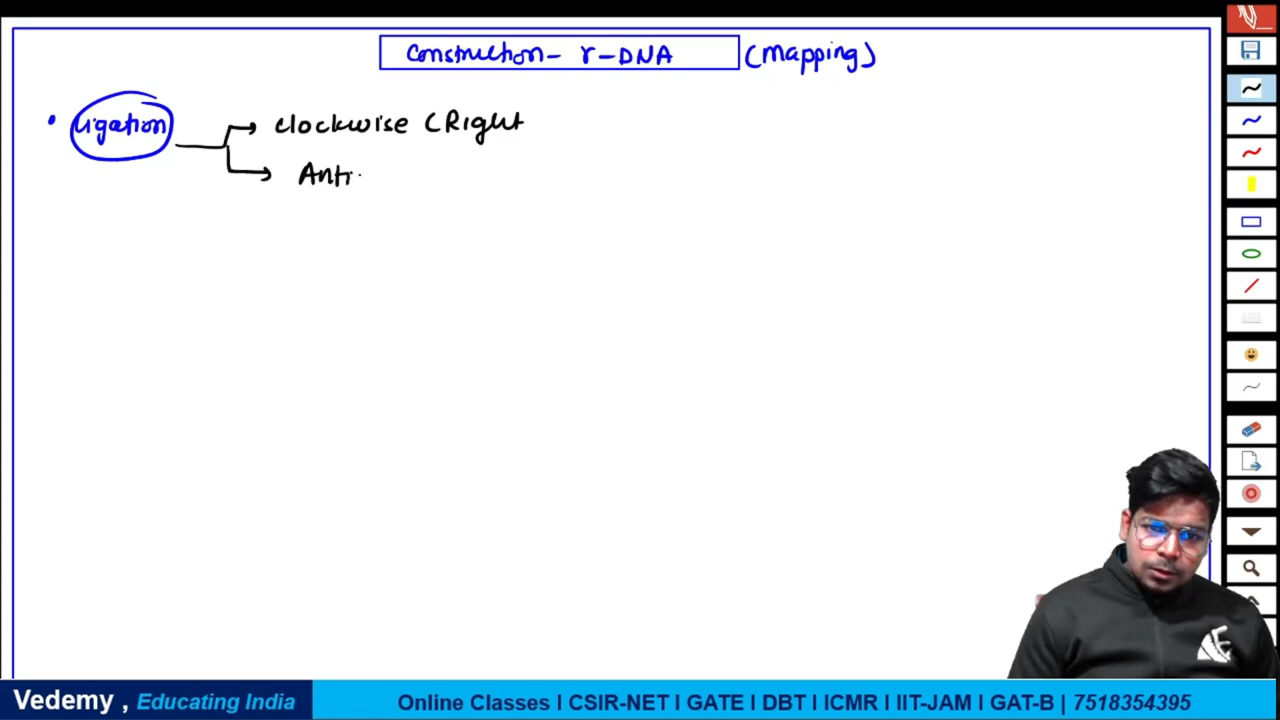 Construction- r-DNA (Mapping)
• Ligation
clockwise (Right
Anti
Vedemy , Educating India
Online Classes I CSIR-NET I GATE I DBT I ICMR I IIT-JAM I GAT-B | 7518354395